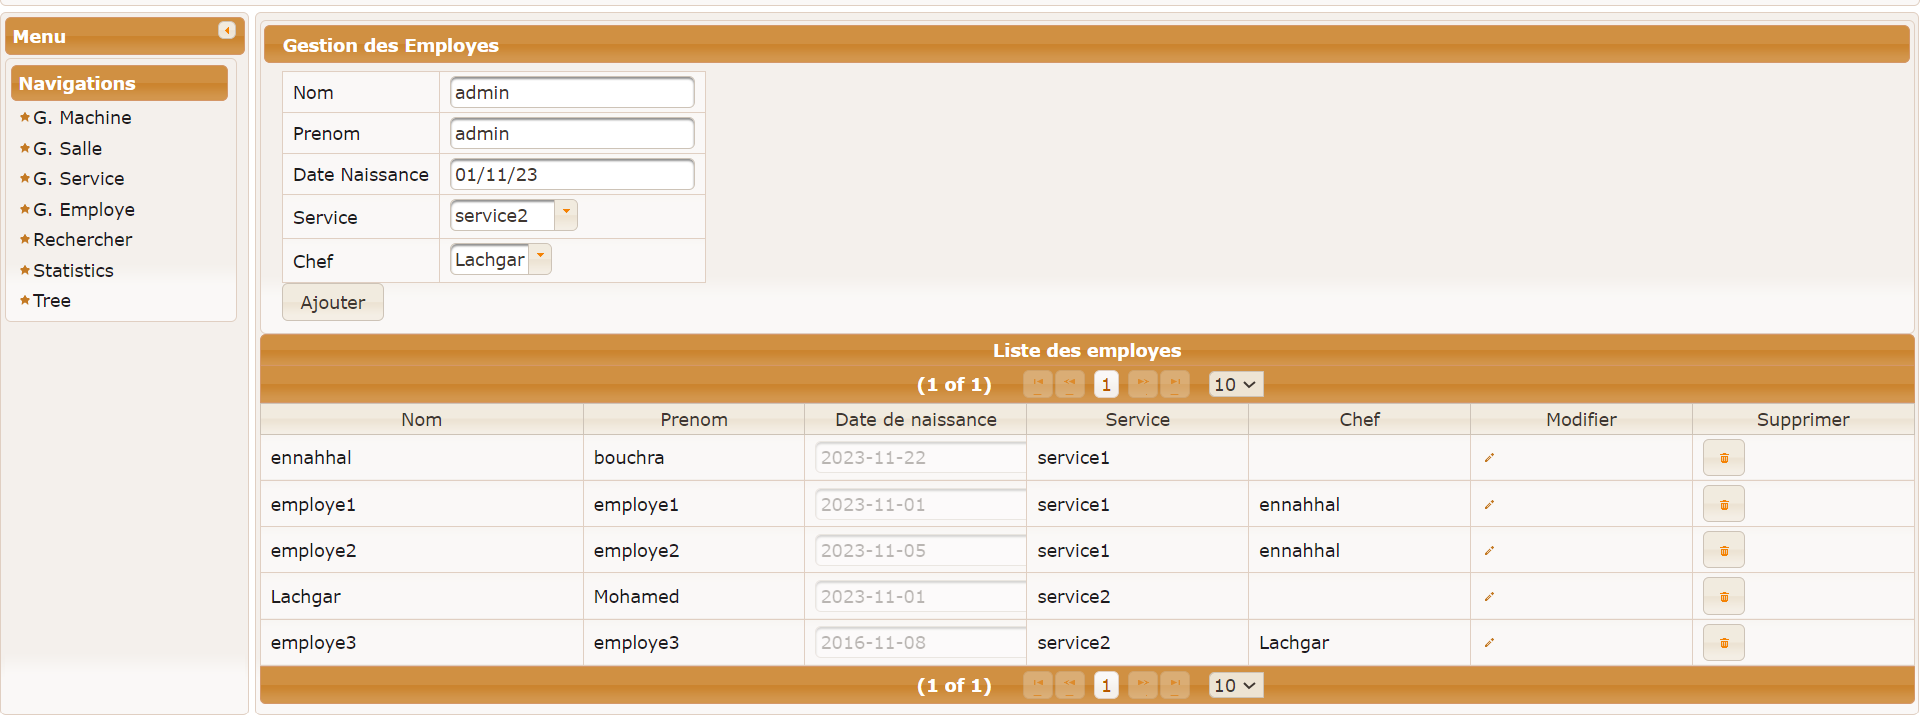 Menu
Navigations
G. Machine
G. Salle
G. Service
G. Employe
Rechercher
Statistics
Tree
Gestion des Employes
Nom admin
Prenom admin
Date Naissance 01/11/23
Service service2
Chef Lachgar
Ajouter
Liste des employes
(1 of 1) 1 10
Nom Prenom Date de naissance Service Chef Modifier Supprimer
ennahhal bouchra 2023-11-22 service1
employe1 employe1 2023-11-01 service1 ennahhal
employe2 employe2 2023-11-05 service1 ennahhal
Lachgar Mohamed 2023-11-01 service2
employe3 employe3 2016-11-08 service2 Lachgar
(1 of 1) 1 10